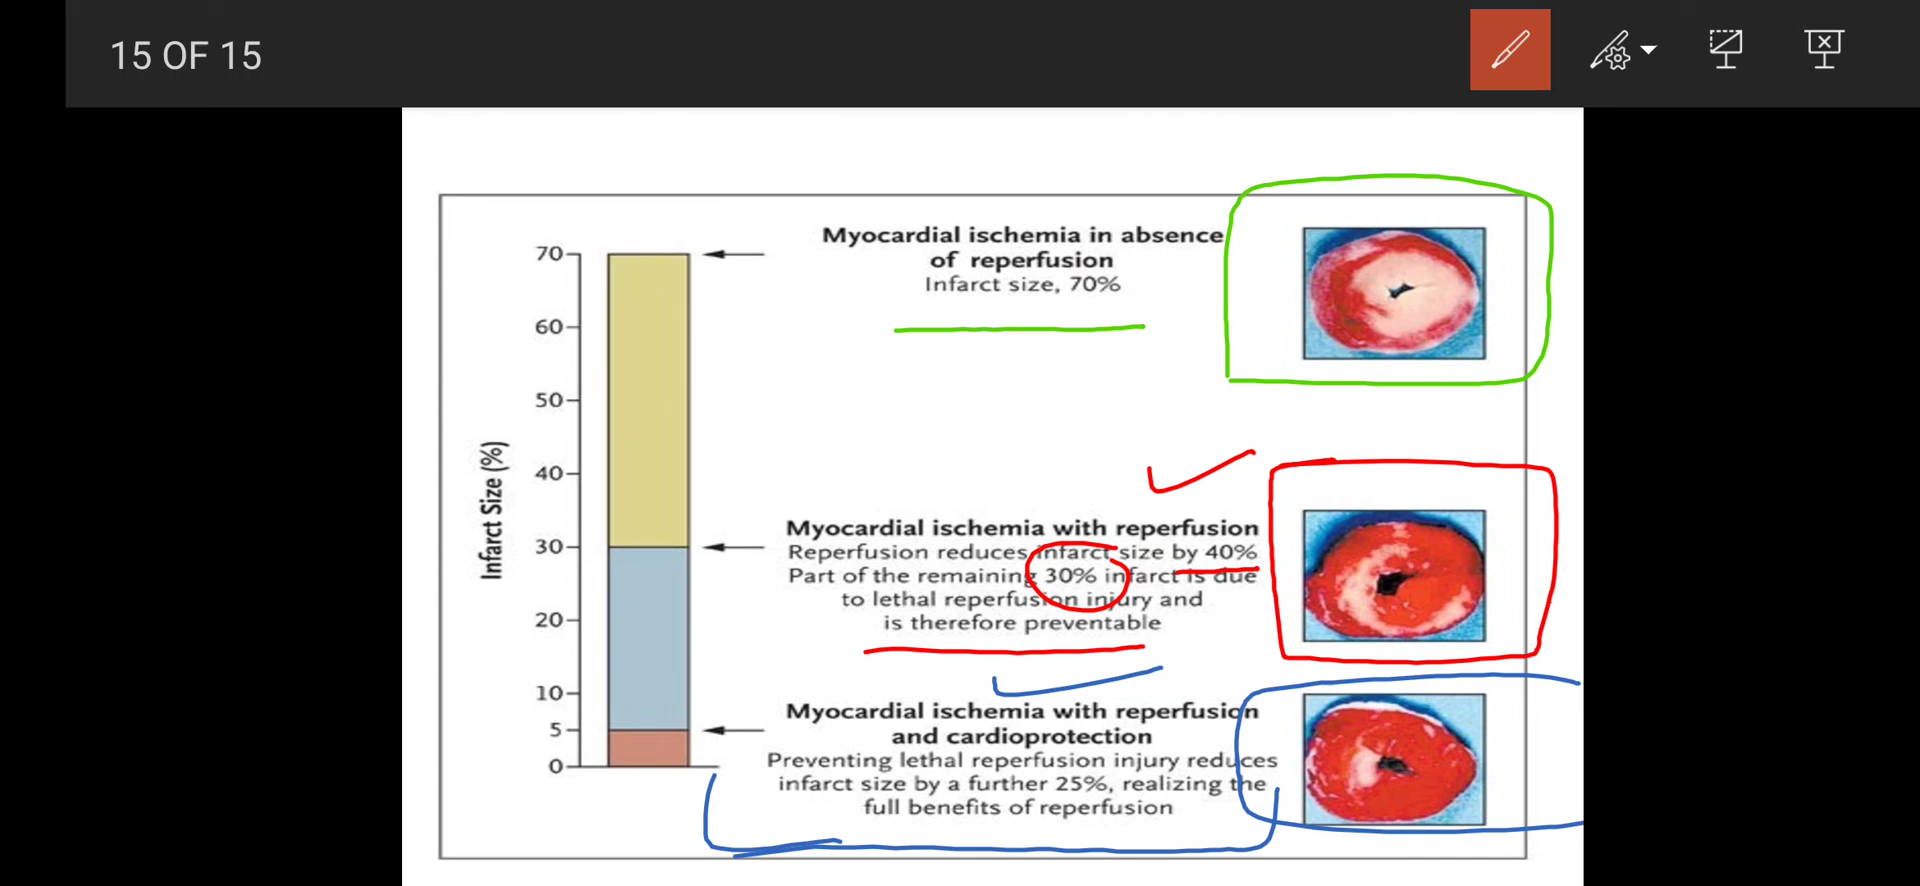 15 OF 15
Myocardial ischemia in absence
of reperfusion
Infarct size, 70%
Myocardial ischemia with reperfusion
Reperfusion reduces infarct size by 40%
Part of the remaining 30% infarct is due
to lethal reperfusion injury and
is therefore preventable
Myocardial ischemia with reperfusion
and cardioprotection
Preventing lethal reperfusion injury reduces
infarct size by a further 25%, realizing the
full benefits of reperfusion
Infarct Size (%)
70
60
50
40
30
20
10
5
0